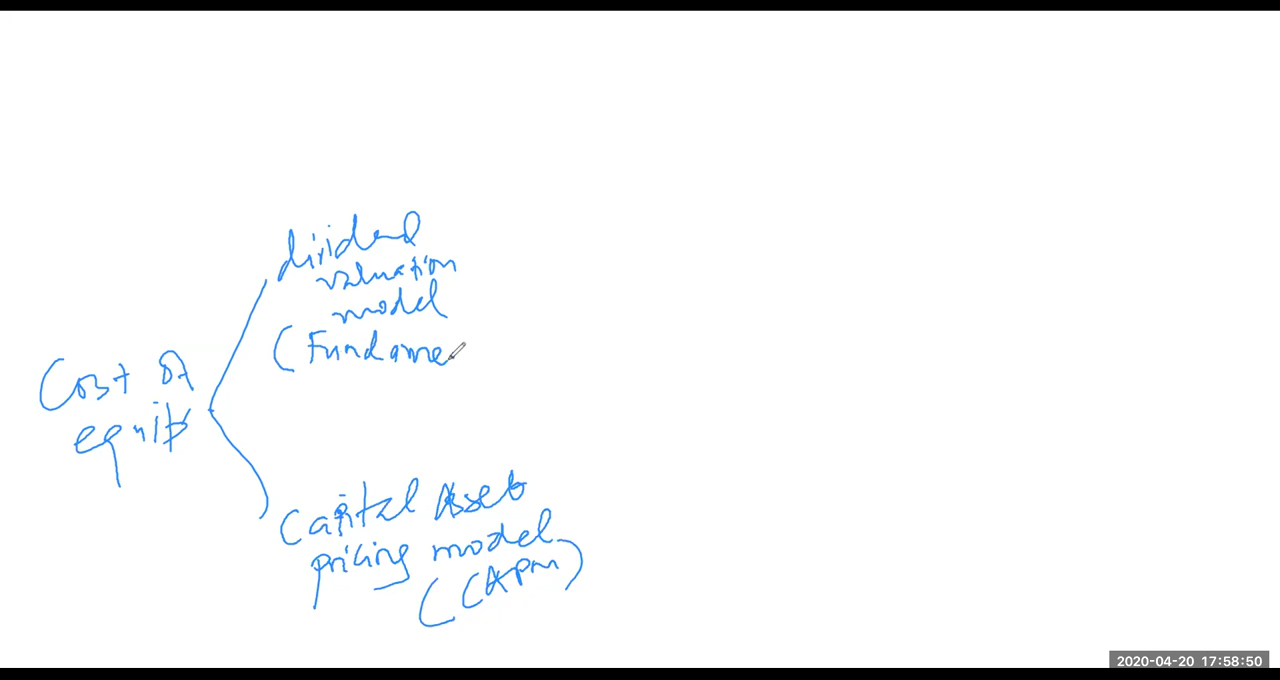 dividend
valuation
model
(Fundame
Cost of
equity
Capital Asset
pricing model
(CAPM)
2020-04-20 17:58:50